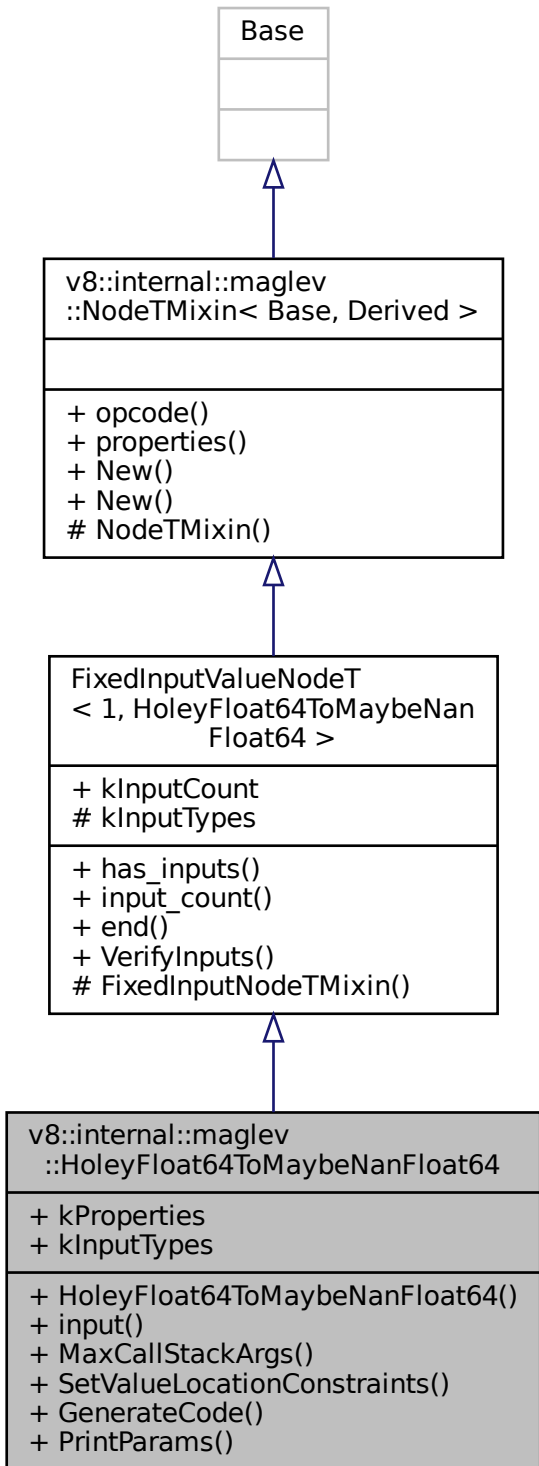 Base
v8::internal::maglev
::NodeTMixin< Base, Derived >
+ opcode()
+ properties()
+ New()
+ New()
# NodeTMixin()
FixedInputValueNodeT
< 1, HoleyFloat64ToMaybeNan
Float64 >
+ kInputCount
# kInputTypes
+ has_inputs()
+ input_count()
+ end()
+ VerifyInputs()
# FixedInputNodeTMixin()
v8::internal::maglev
::HoleyFloat64ToMaybeNanFloat64
+ kProperties
+ kInputTypes
+ HoleyFloat64ToMaybeNanFloat64()
+ input()
+ MaxCallStackArgs()
+ SetValueLocationConstraints()
+ GenerateCode()
+ PrintParams()